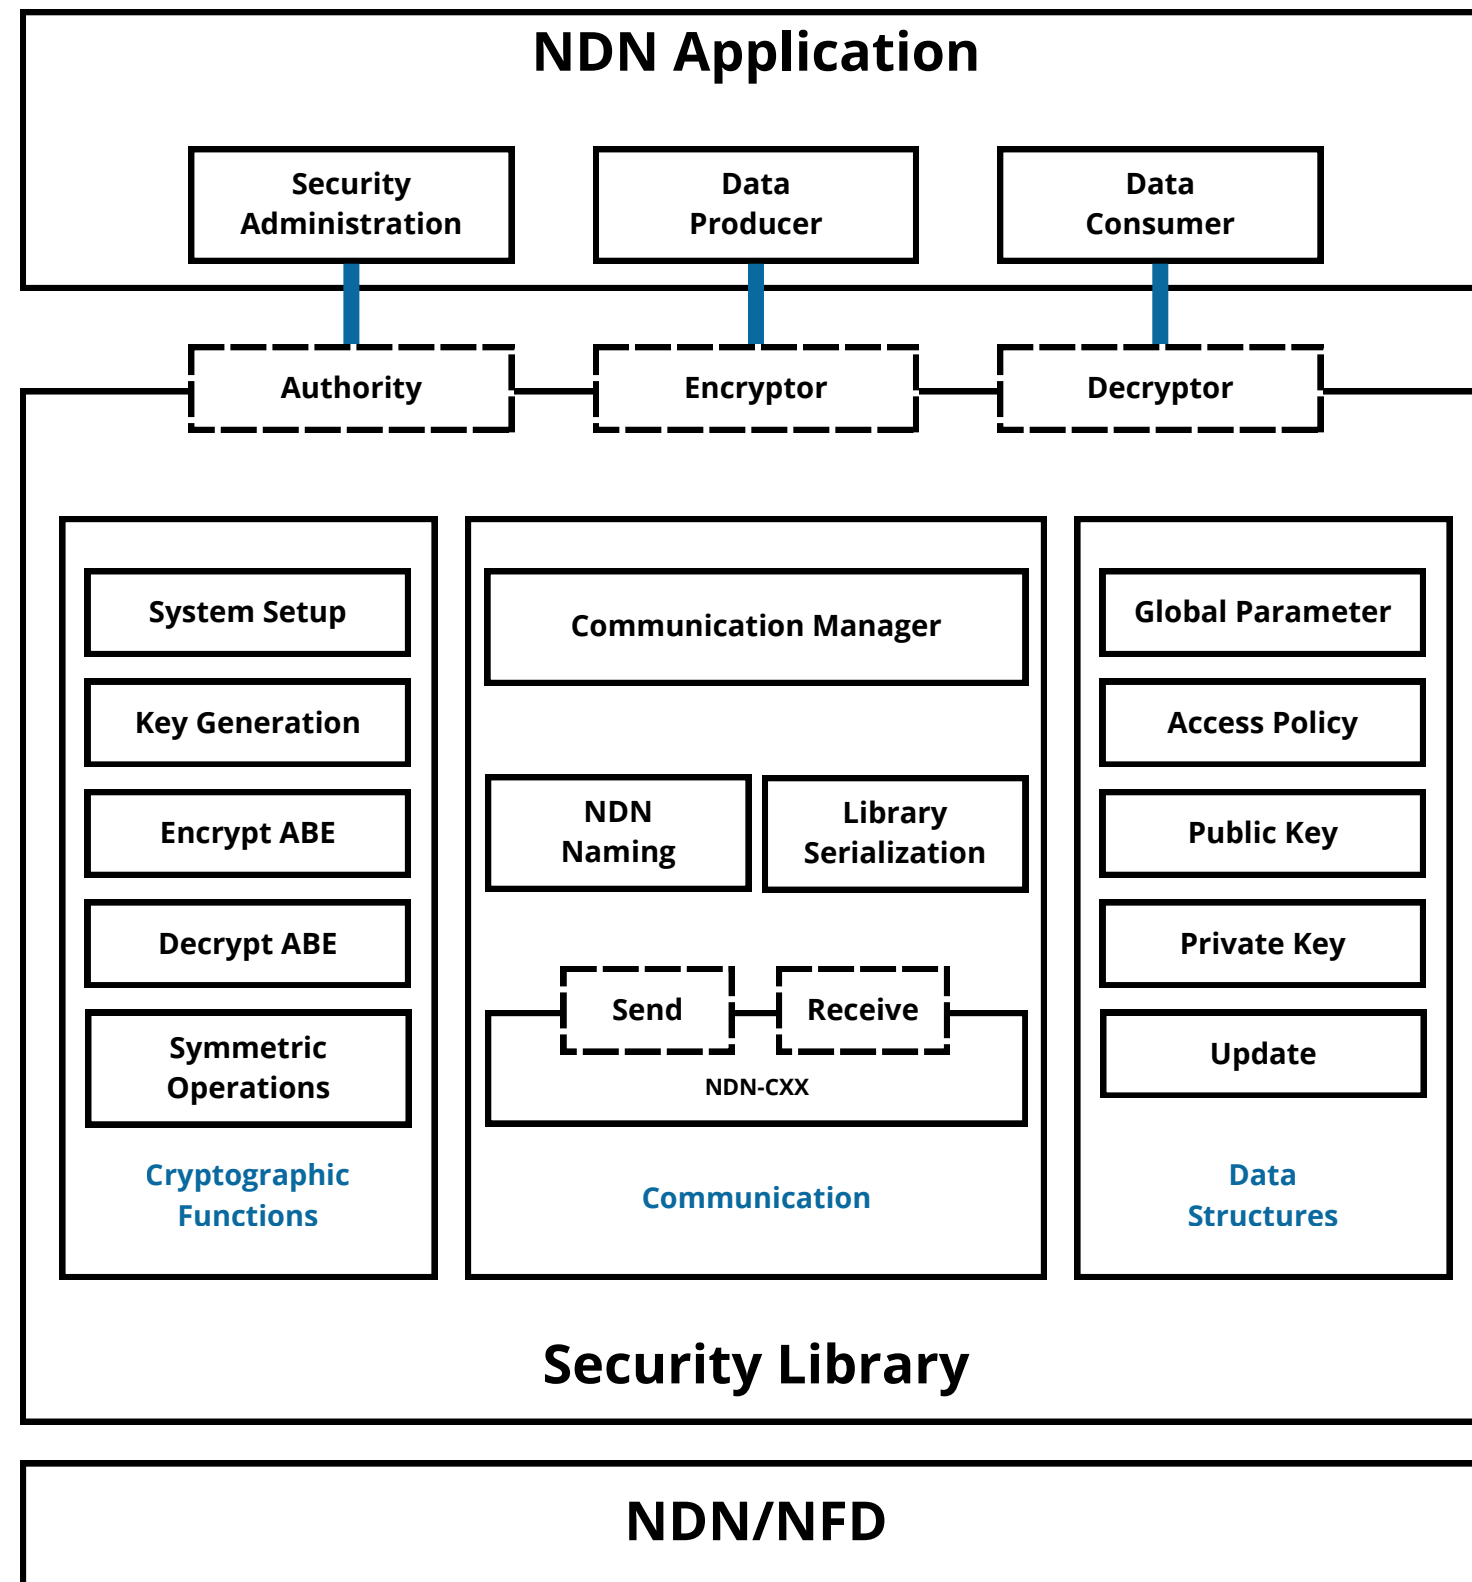 NDN Application
Security
Administration
Data
Producer
Data
Consumer
Authority
Encryptor
Decryptor
System Setup
Key Generation
Encrypt ABE
Decrypt ABE
Symmetric
Operations
Cryptographic
Functions
Communication Manager
NDN
Naming
Library
Serialization
Send
Receive
NDN-CXX
Communication
Global Parameter
Access Policy
Public Key
Private Key
Update
Data
Structures
Security Library
NDN/NFD